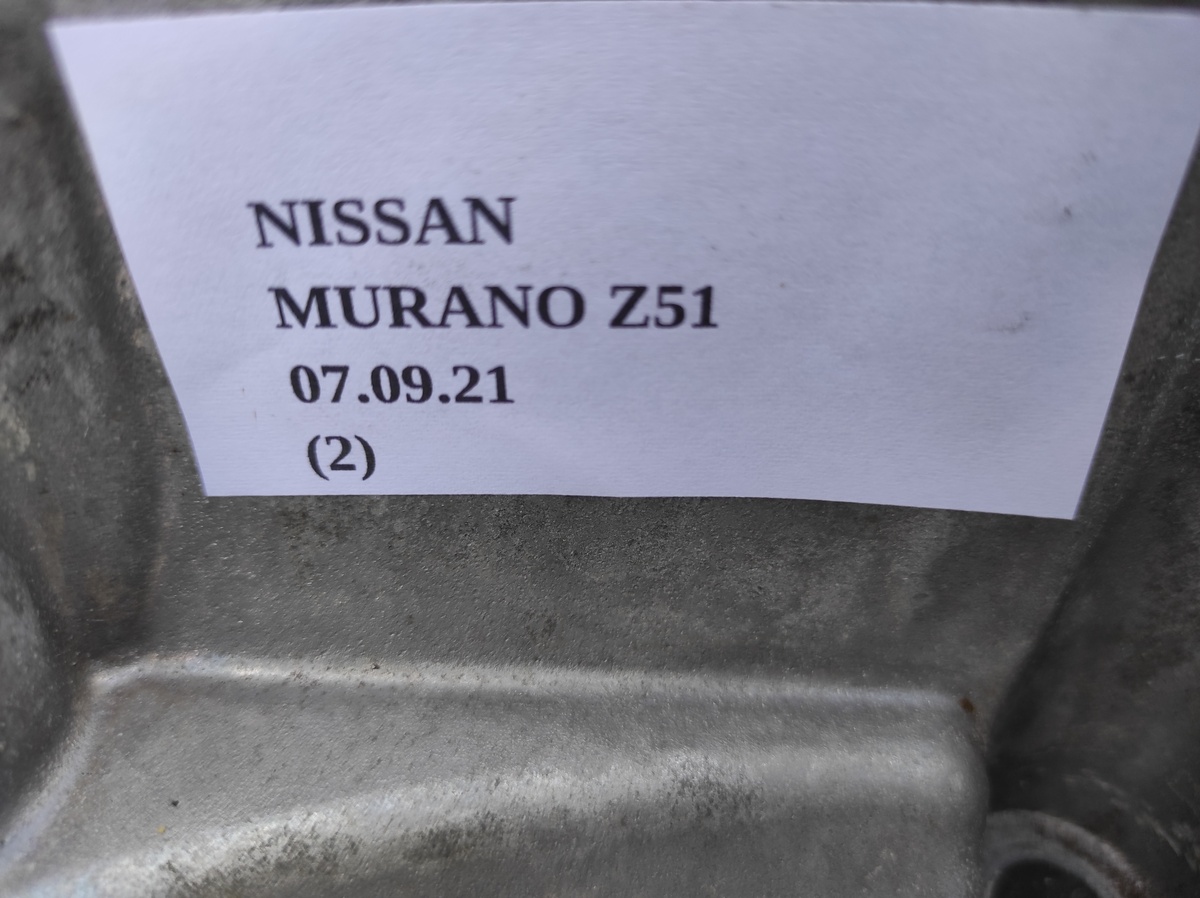 NISSAN
MURANO Z51
07.09.21
(2)